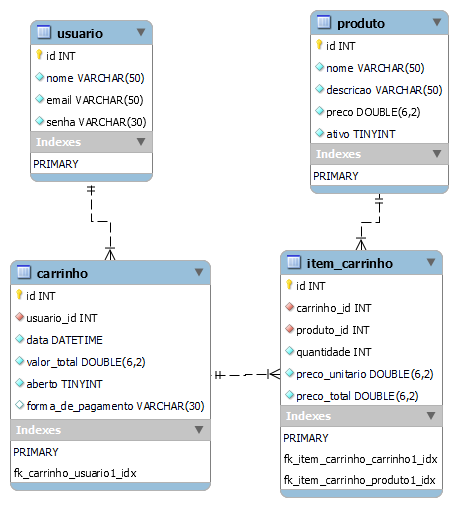 usuario
id INT
nome VARCHAR(50)
email VARCHAR(50)
senha VARCHAR(30)
Indexes
PRIMARY
produto
id INT
nome VARCHAR(50)
descricao VARCHAR(50)
preco DOUBLE(6,2)
ativo TINYINT
Indexes
PRIMARY
carrinho
id INT
usuario_id INT
data DATETIME
valor_total DOUBLE(6,2)
aberto TINYINT
forma_de_pagamento VARCHAR(30)
Indexes
PRIMARY
fk_carrinho_usuario1_idx
item_carrinho
id INT
carrinho_id INT
produto_id INT
quantidade INT
preco_unitario DOUBLE(6,2)
preco_total DOUBLE(6,2)
Indexes
PRIMARY
fk_item_carrinho_carrinho1_idx
fk_item_carrinho_produto1_idx